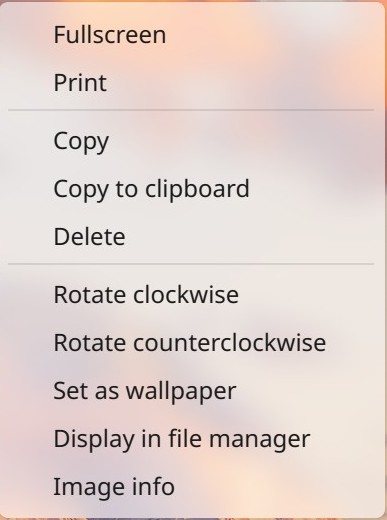 Fullscreen
Print
Copy
Copy to clipboard
Delete
Rotate clockwise
Rotate counterclockwise
Set as wallpaper
Display in file manager
Image info